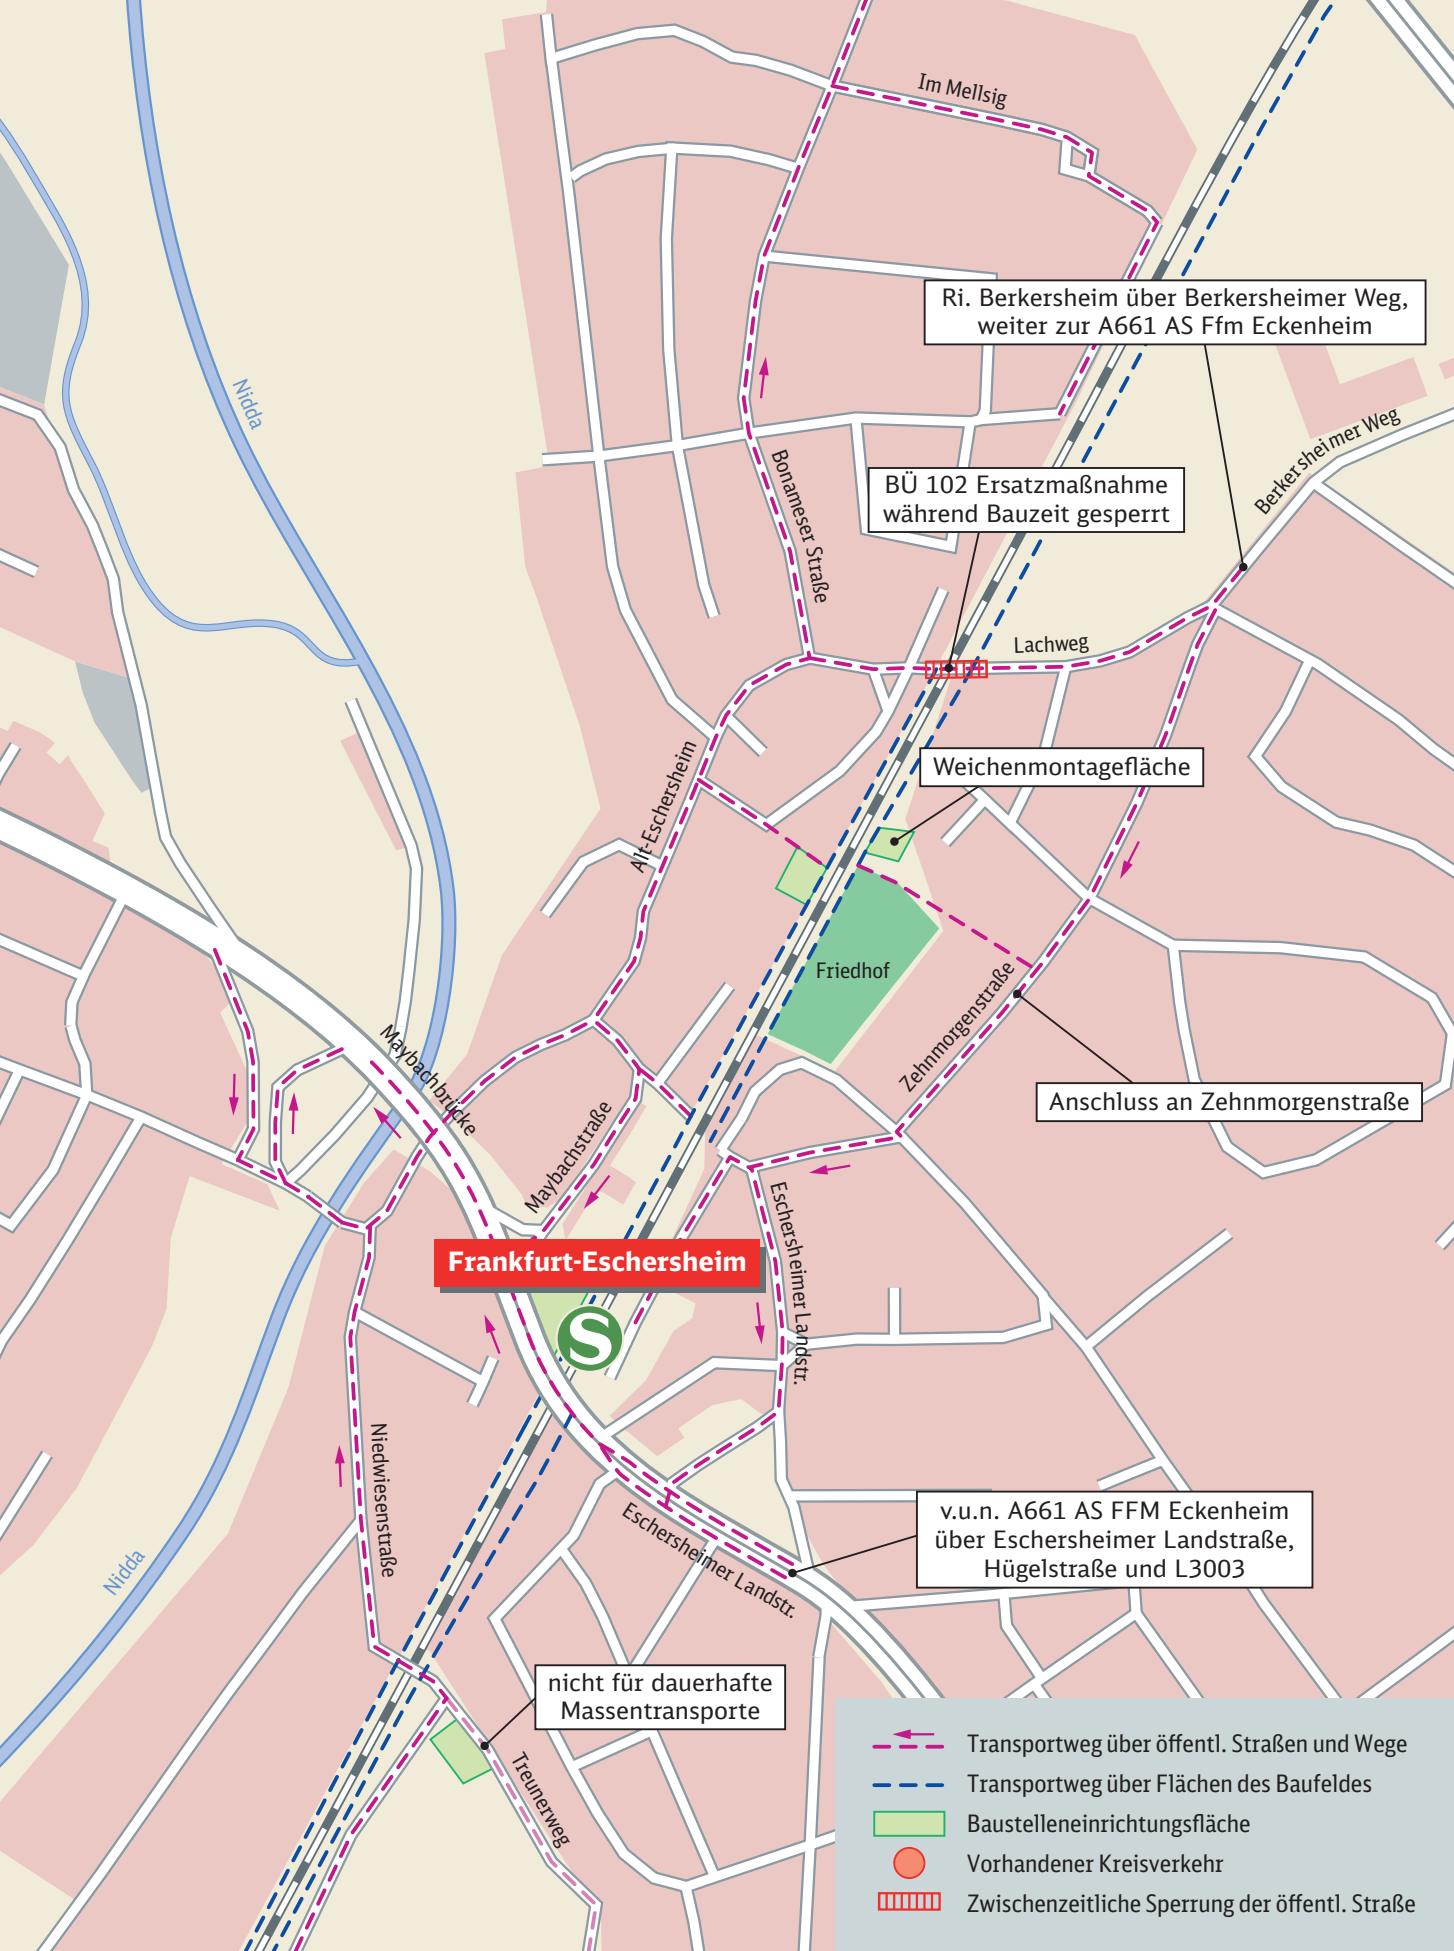 Im Mellsig
Ri. Berkersheim über Berkersheimer Weg,
weiter zur A661 AS Ffm Eckenheim
Nidda
Berkersheimer Weg
Bonameser Straße
BÜ 102 Ersatzmaßnahme
während Bauzeit gesperrt
Lachweg
Weichenmontagefläche
Alt-Eschersheim
Friedhof
Zehnmorgenstraße
Maybachbrücke
Anschluss an Zehnmorgenstraße
Maybachstraße
Eschersheimer Landstr.
Frankfurt-Eschersheim
S
Niedwiesenstraße
Nidda
Eschersheimer Landstr.
v.u.n. A661 AS FFM Eckenheim
über Eschersheimer Landstraße,
Hügelstraße und L3003
nicht für dauerhafte
Massentransporte
Treunerweg
Transportweg über öffentl. Straßen und Wege
Transportweg über Flächen des Baufeldes
Baustelleneinrichtungsfläche
Vorhandener Kreisverkehr
Zwischenzeitliche Sperrung der öffentl. Straße